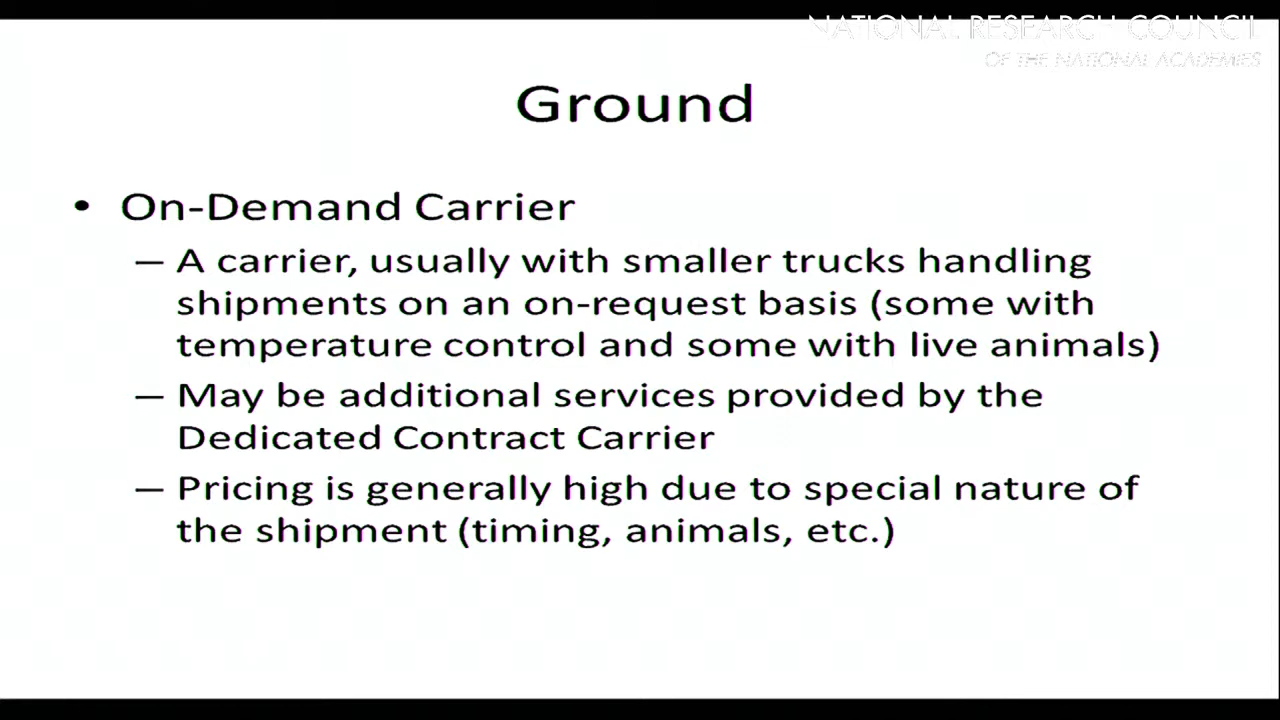 NATIONAL RESEARCH COUNCIL
OF THE NATIONAL ACADEMIES
Ground
• On-Demand Carrier
– A carrier, usually with smaller trucks handling
shipments on an on-request basis (some with
temperature control and some with live animals)
– May be additional services provided by the
Dedicated Contract Carrier
– Pricing is generally high due to special nature of
the shipment (timing, animals, etc.)